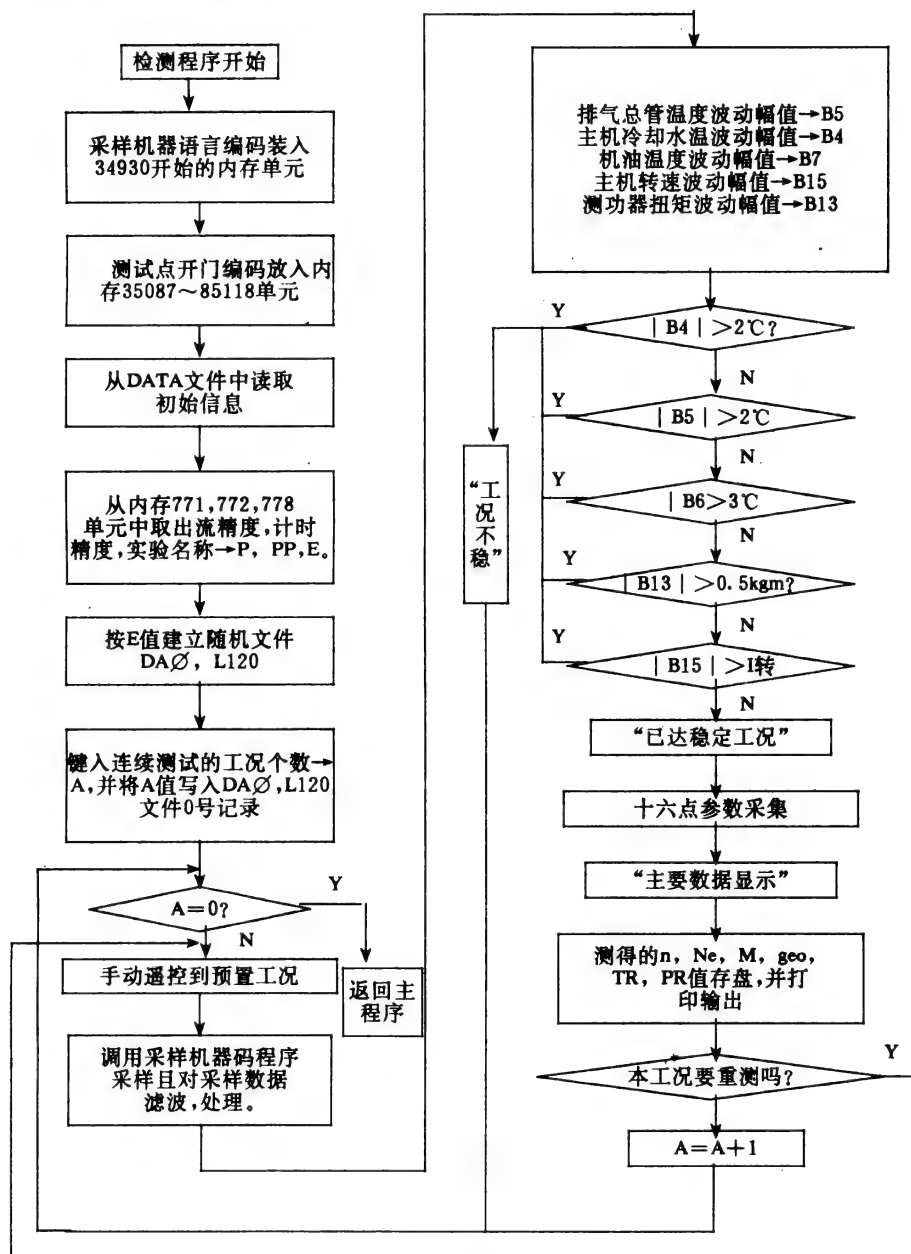 检测程序开始
采样机器语言编码装入
34930开始的内存单元
测试点开门编码放入内
存35087～85118单元
从DATA文件中读取
初始信息
从内存771,772,778
单元中取出流精度,计时
精度,实验名称→P, PP,E。
按E值建立随机文件
DA∅, L120
键入连续测试的工况个数→
A,并将A值写入DA∅,L120
文件0号记录
A=0?
Y
N
手动遥控到预置工况
返回主
程序
调用采样机器码程序
采样且对采样数据
滤波,处理。
排气总管温度波动幅值→B5
主机冷却水温波动幅值→B4
机油温度波动幅值→B7
主机转速波动幅值→B15
测功器扭矩波动幅值→B13
Y
|B4|>2℃?
N
Y
|B5|>2℃
N
Y
|B6>3℃
N
Y
|B13|>0.5kgm?
N
Y
|B15|>I转
N
“工
况
不
稳”
“已达稳定工况”
十六点参数采集
“主要数据显示”
测得的n, Ne, M, geo,
TR, PR值存盘,并打
印输出
Y
本工况要重测吗?
A=A+1